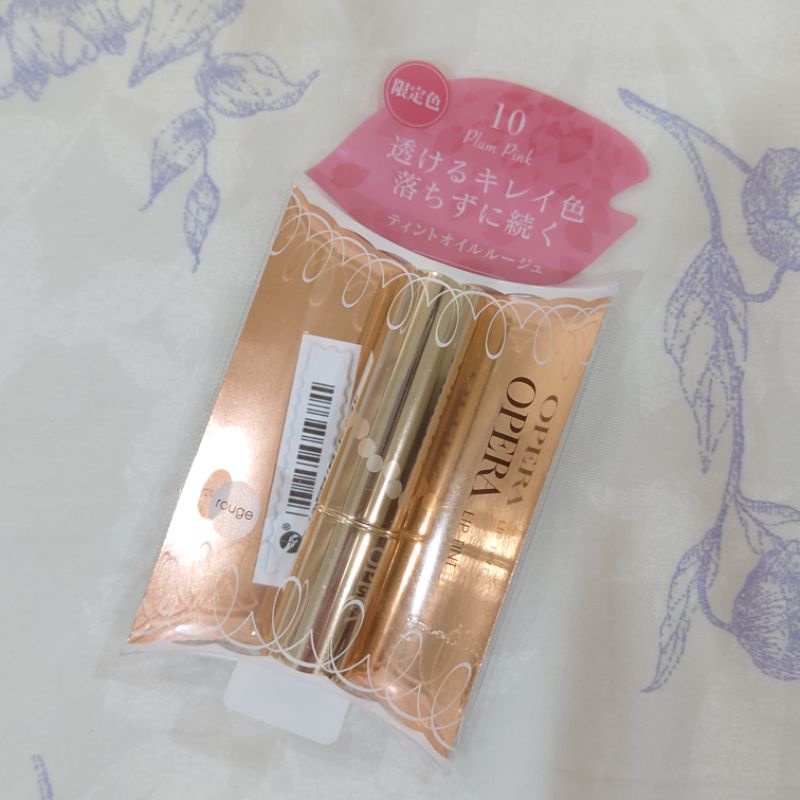 限定色
10
Plum Pink
透けるキレイ色
落ちずに続く
ティントオイルルージュ
OPERA
OPERA
LIP TINT
rouge